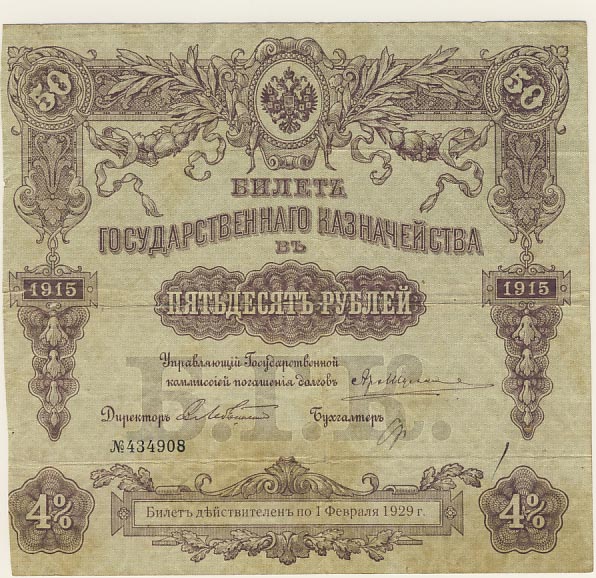 50 50
БИЛЕТЪ
ГОСУДАРСТВЕННАГО КАЗНАЧЕЙСТВА
ВЪ
1915 1915
ПЯТЬДЕСЯТЪ РУБЛЕЙ
Управляющій Государственной
коммиссіей погашенія долговъ
Директоръ Бухгалтеръ
Б.Г.К.
№434908
4% 4%
Билетъ дѣйствителенъ по 1 Февраля 1929 г.